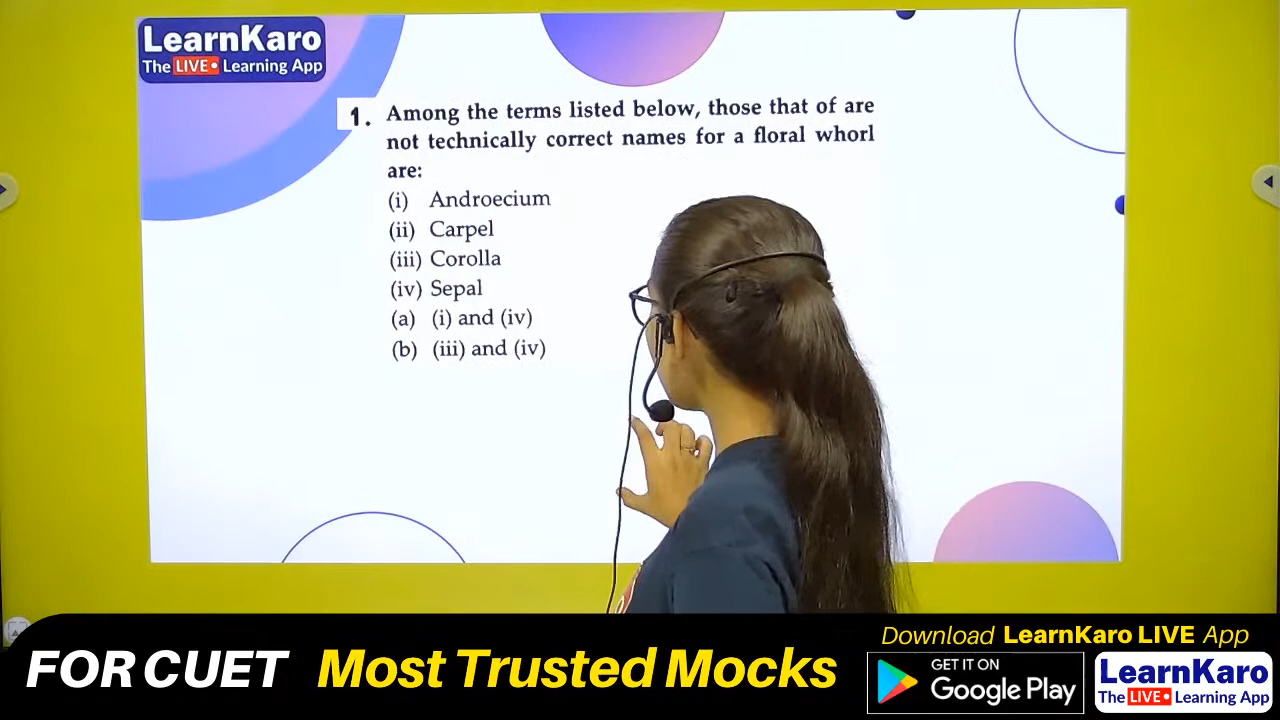 LearnKaro
The LIVE Learning App
1. Among the terms listed below, those that of are
not technically correct names for a floral whorl
are:
(i) Androecium
(ii) Carpel
(iii) Corolla
(iv) Sepal
(a) (i) and (iv)
(b) (iii) and (iv)
FOR CUET Most Trusted Mocks
Download LearnKaro LIVE App
GET IT ON
Google Play
LearnKaro
The LIVE Learning App